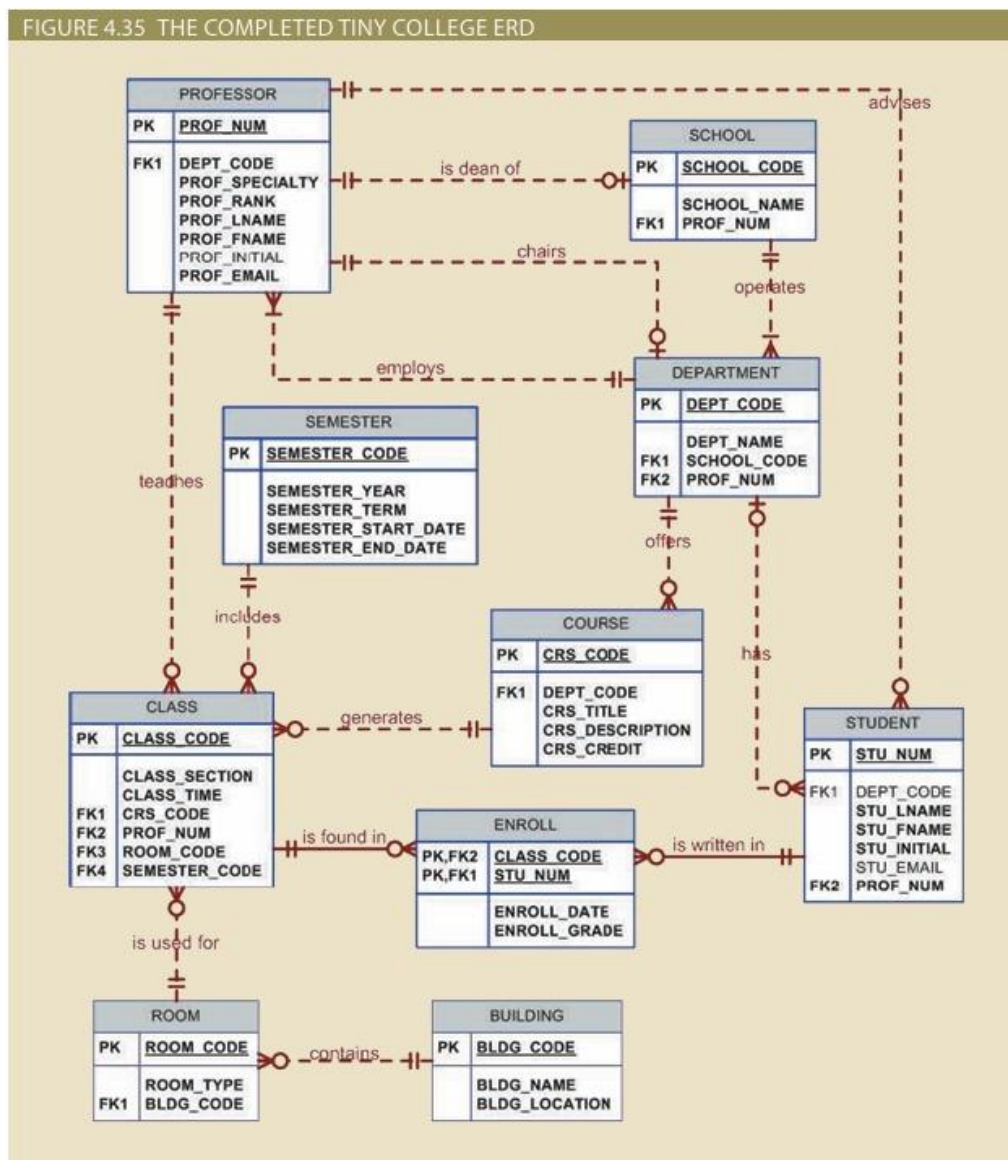 FIGURE 4.35 THE COMPLETED TINY COLLEGE ERD
PROFESSOR
PK PROF_NUM
FK1 DEPT_CODE
PROF_SPECIALTY
PROF_RANK
PROF_LNAME
PROF_FNAME
PROF_INITIAL
PROF_EMAIL
advises
is dean of
SCHOOL
PK SCHOOL_CODE
SCHOOL_NAME
FK1 PROF_NUM
chairs
operates
employs
DEPARTMENT
PK DEPT_CODE
DEPT_NAME
FK1 SCHOOL_CODE
FK2 PROF_NUM
SEMESTER
PK SEMESTER_CODE
SEMESTER_YEAR
SEMESTER_TERM
SEMESTER_START_DATE
SEMESTER_END_DATE
teaches
offers
includes
COURSE
PK CRS_CODE
FK1 DEPT_CODE
CRS_TITLE
CRS_DESCRIPTION
CRS_CREDIT
has
CLASS
PK CLASS_CODE
CLASS_SECTION
CLASS_TIME
FK1 CRS_CODE
FK2 PROF_NUM
FK3 ROOM_CODE
FK4 SEMESTER_CODE
generates
STUDENT
PK STU_NUM
FK1 DEPT_CODE
STU_LNAME
STU_FNAME
STU_INITIAL
STU_EMAIL
FK2 PROF_NUM
is found in
ENROLL
PK,FK2 CLASS_CODE
PK,FK1 STU_NUM
ENROLL_DATE
ENROLL_GRADE
is written in
is used for
ROOM
PK ROOM_CODE
ROOM_TYPE
FK1 BLDG_CODE
contains
BUILDING
PK BLDG_CODE
BLDG_NAME
BLDG_LOCATION